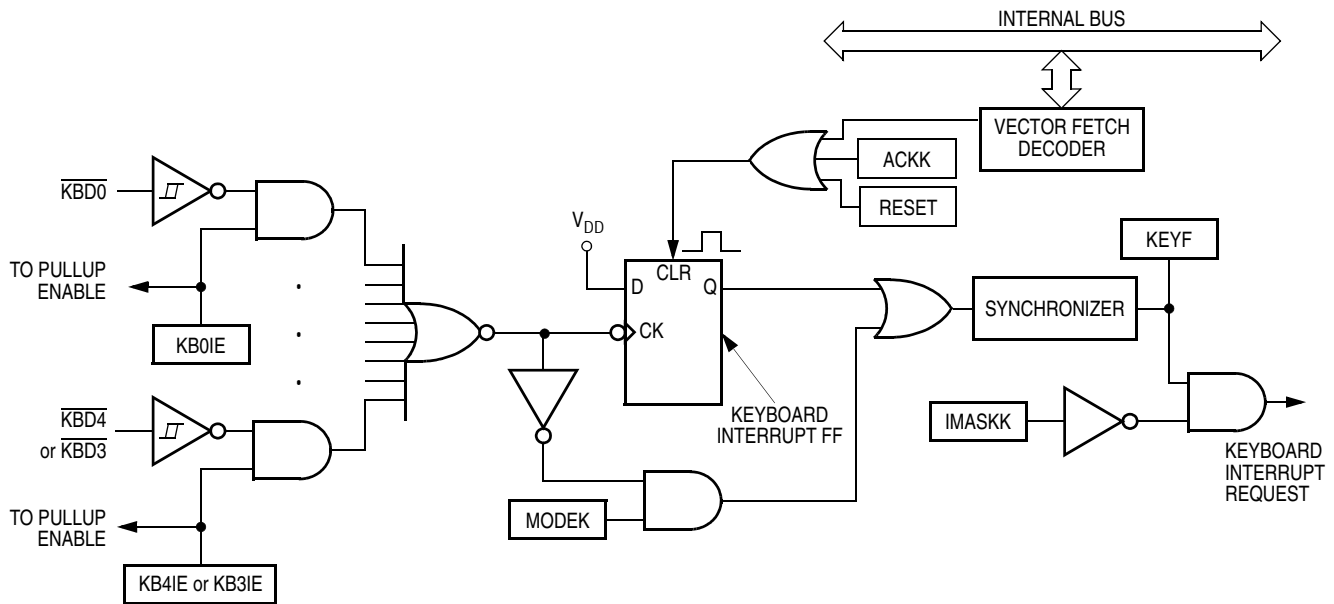 INTERNAL BUS
VECTOR FETCH
DECODER
ACKK
RESET
KBD0
TO PULLUP
ENABLE
KB0IE
VDD
CLR
D
Q
CK
KEYBOARD
INTERRUPT FF
KEYF
SYNCHRONIZER
KBD4
or KBD3
TO PULLUP
ENABLE
KB4IE or KB3IE
MODEK
IMASKK
KEYBOARD
INTERRUPT
REQUEST